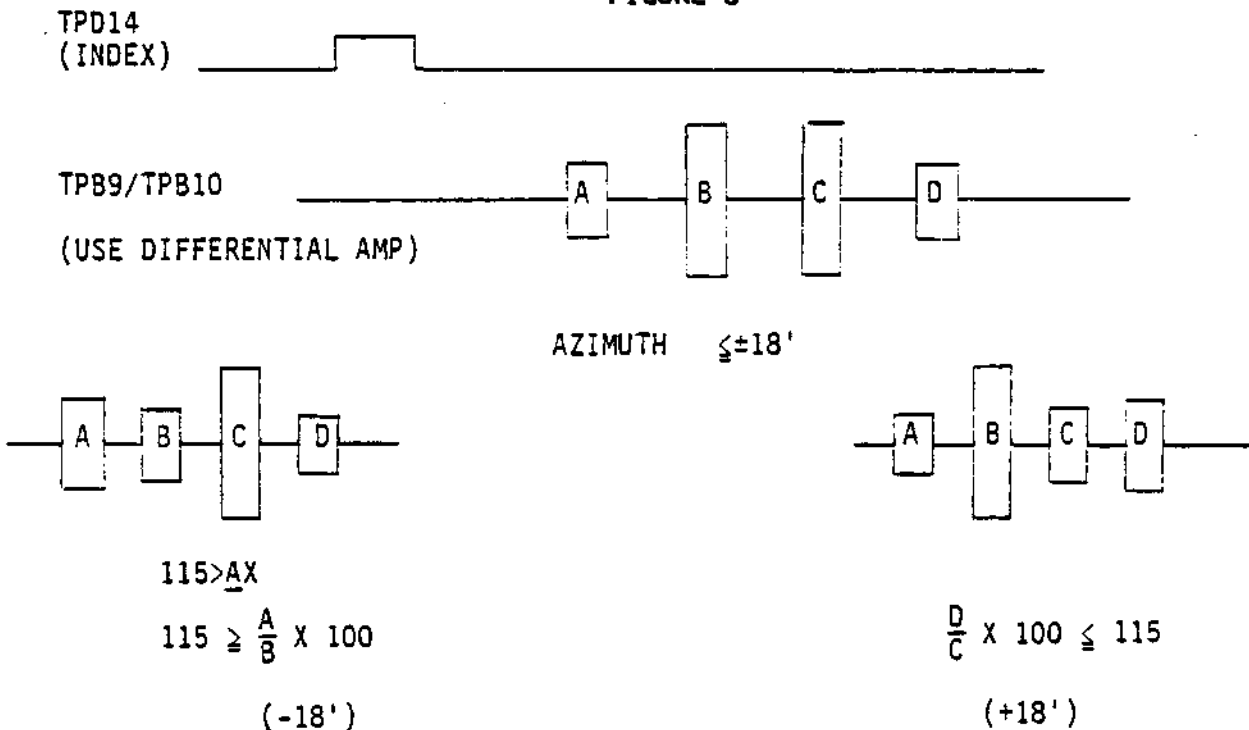 TPD14
(INDEX)
TPB9/TPB10
A B C D
(USE DIFFERENTIAL AMP)
AZIMUTH ≦±18'
A B C D
A B C D
115>AX
115 ≧ A/B X 100
D/C X 100 ≦ 115
(-18')
(+18')